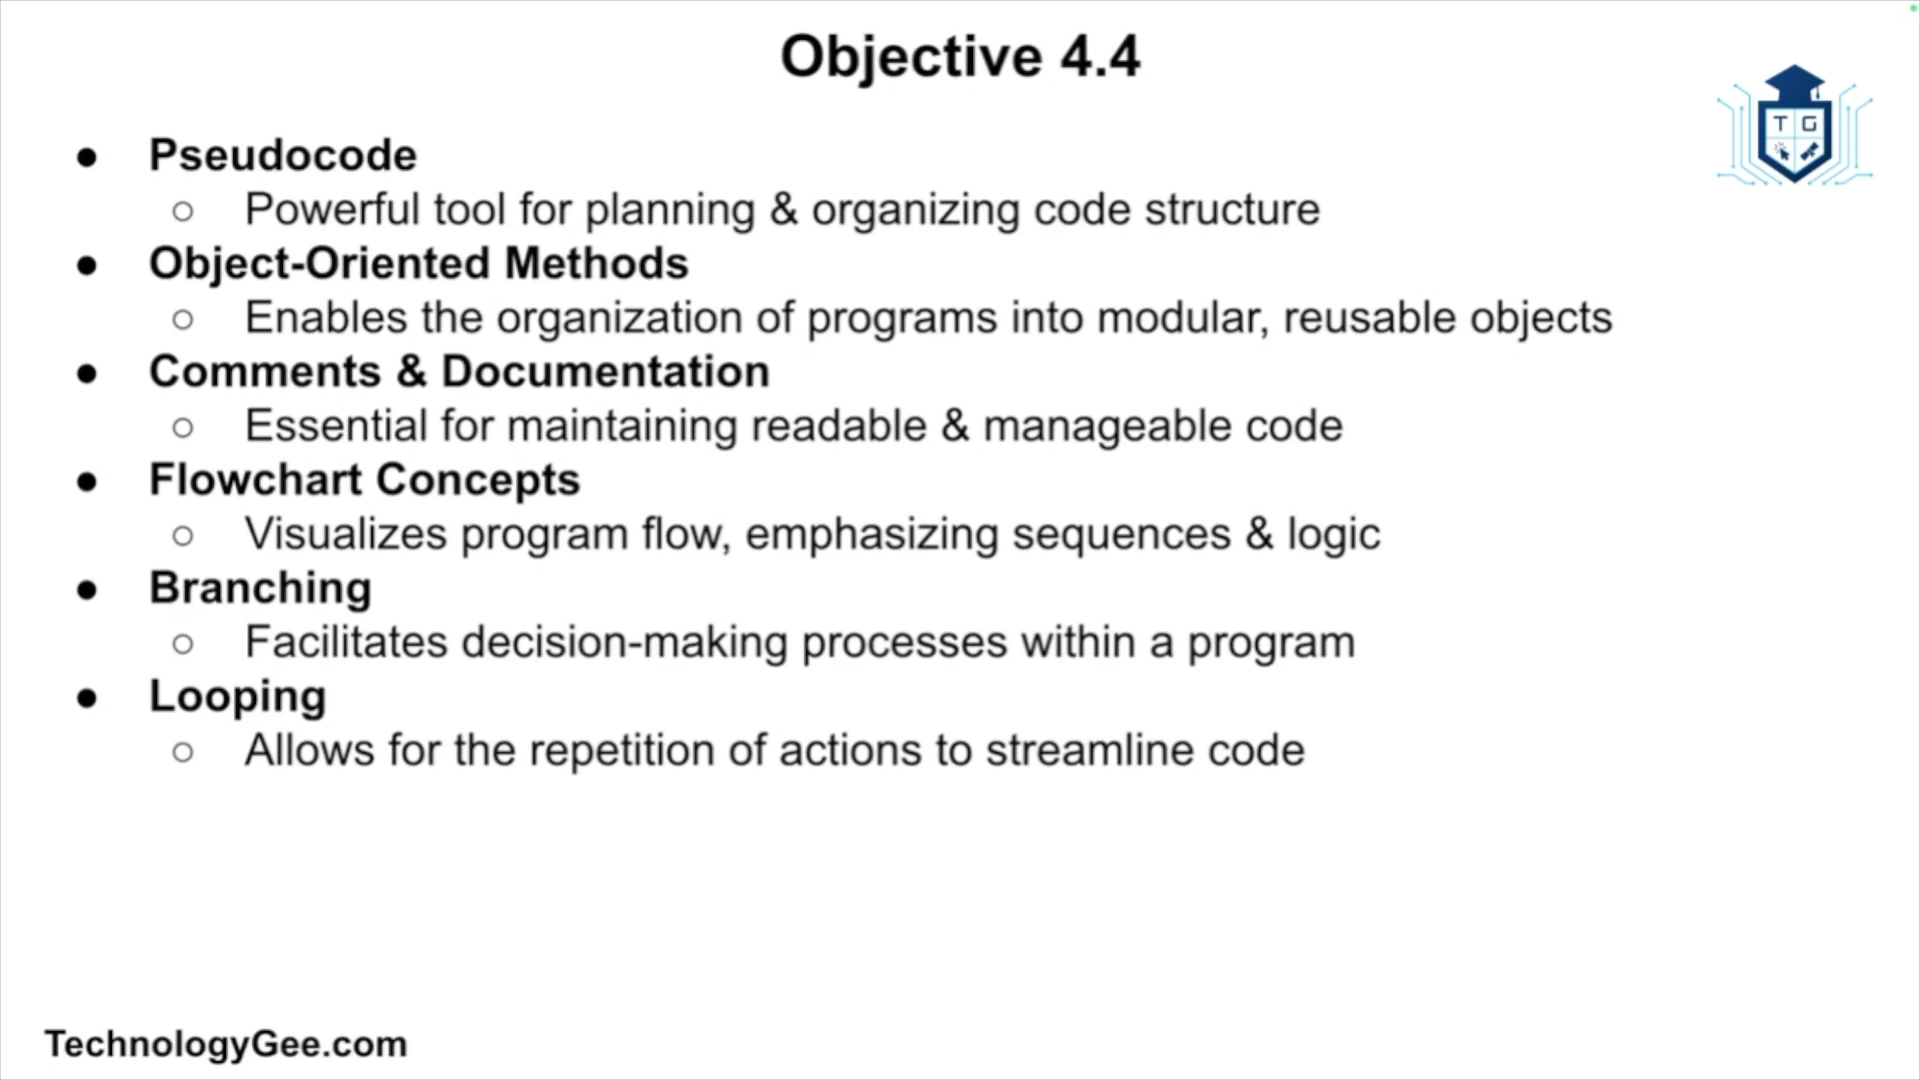 Objective 4.4
T G
● Pseudocode
○ Powerful tool for planning & organizing code structure
● Object-Oriented Methods
○ Enables the organization of programs into modular, reusable objects
● Comments & Documentation
○ Essential for maintaining readable & manageable code
● Flowchart Concepts
○ Visualizes program flow, emphasizing sequences & logic
● Branching
○ Facilitates decision-making processes within a program
● Looping
○ Allows for the repetition of actions to streamline code
TechnologyGee.com